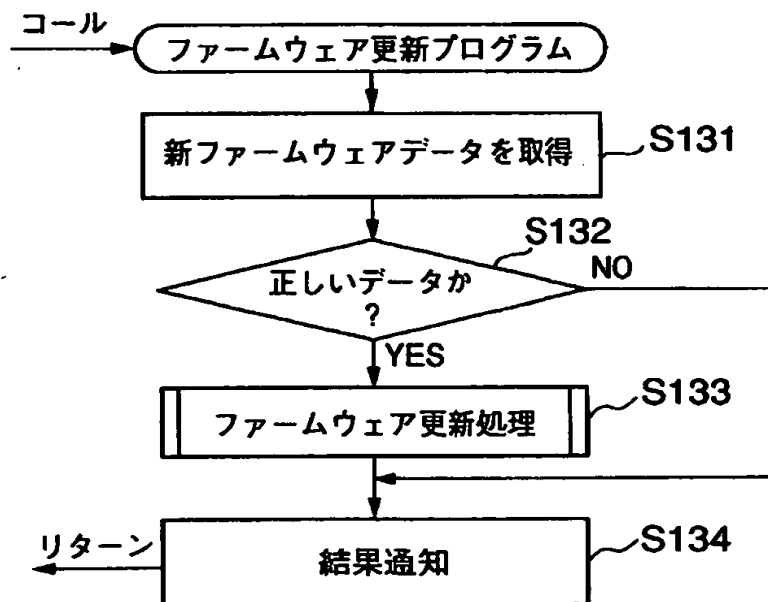 コール
ファームウェア更新プログラム
新ファームウェアデータを取得
S131
S132
正しいデータか
?
NO
YES
ファームウェア更新処理
S133
リターン
結果通知
S134